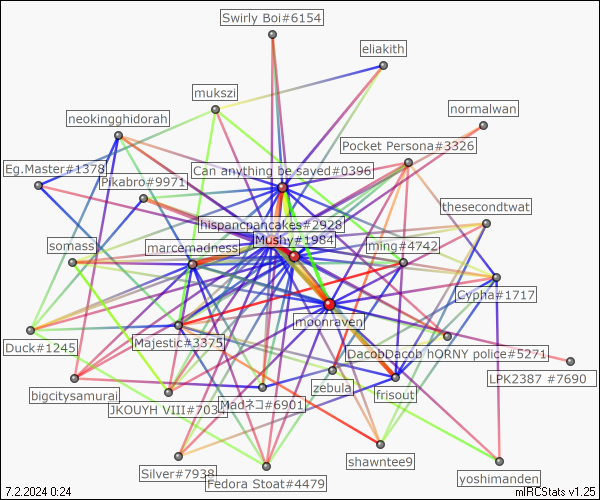 Swirly Boi#6154
eliakith
mukszi
normalwan
neokingghidorah
Pocket Persona#3326
Eg.Master#1378
Can anything be saved#0396
Pikabro#9971
thesecondtwat
hispancpancakes#2928
Mushy#1984
somass
marcemadness
Iming#4742
Cypha#1717
moonraven
Duck#1245
Majestic#3375
DacobDacob hORNY police#5271
LPK2387 #7690
zebula
bigcitysamurai
frisout
JKOUYH VIII#703
Madネコ#6901
shawntee9
Silver#7938
Fedora Stoat#4479
yoshimanden
7.2.2024 0:24
mIRCStats v1.25